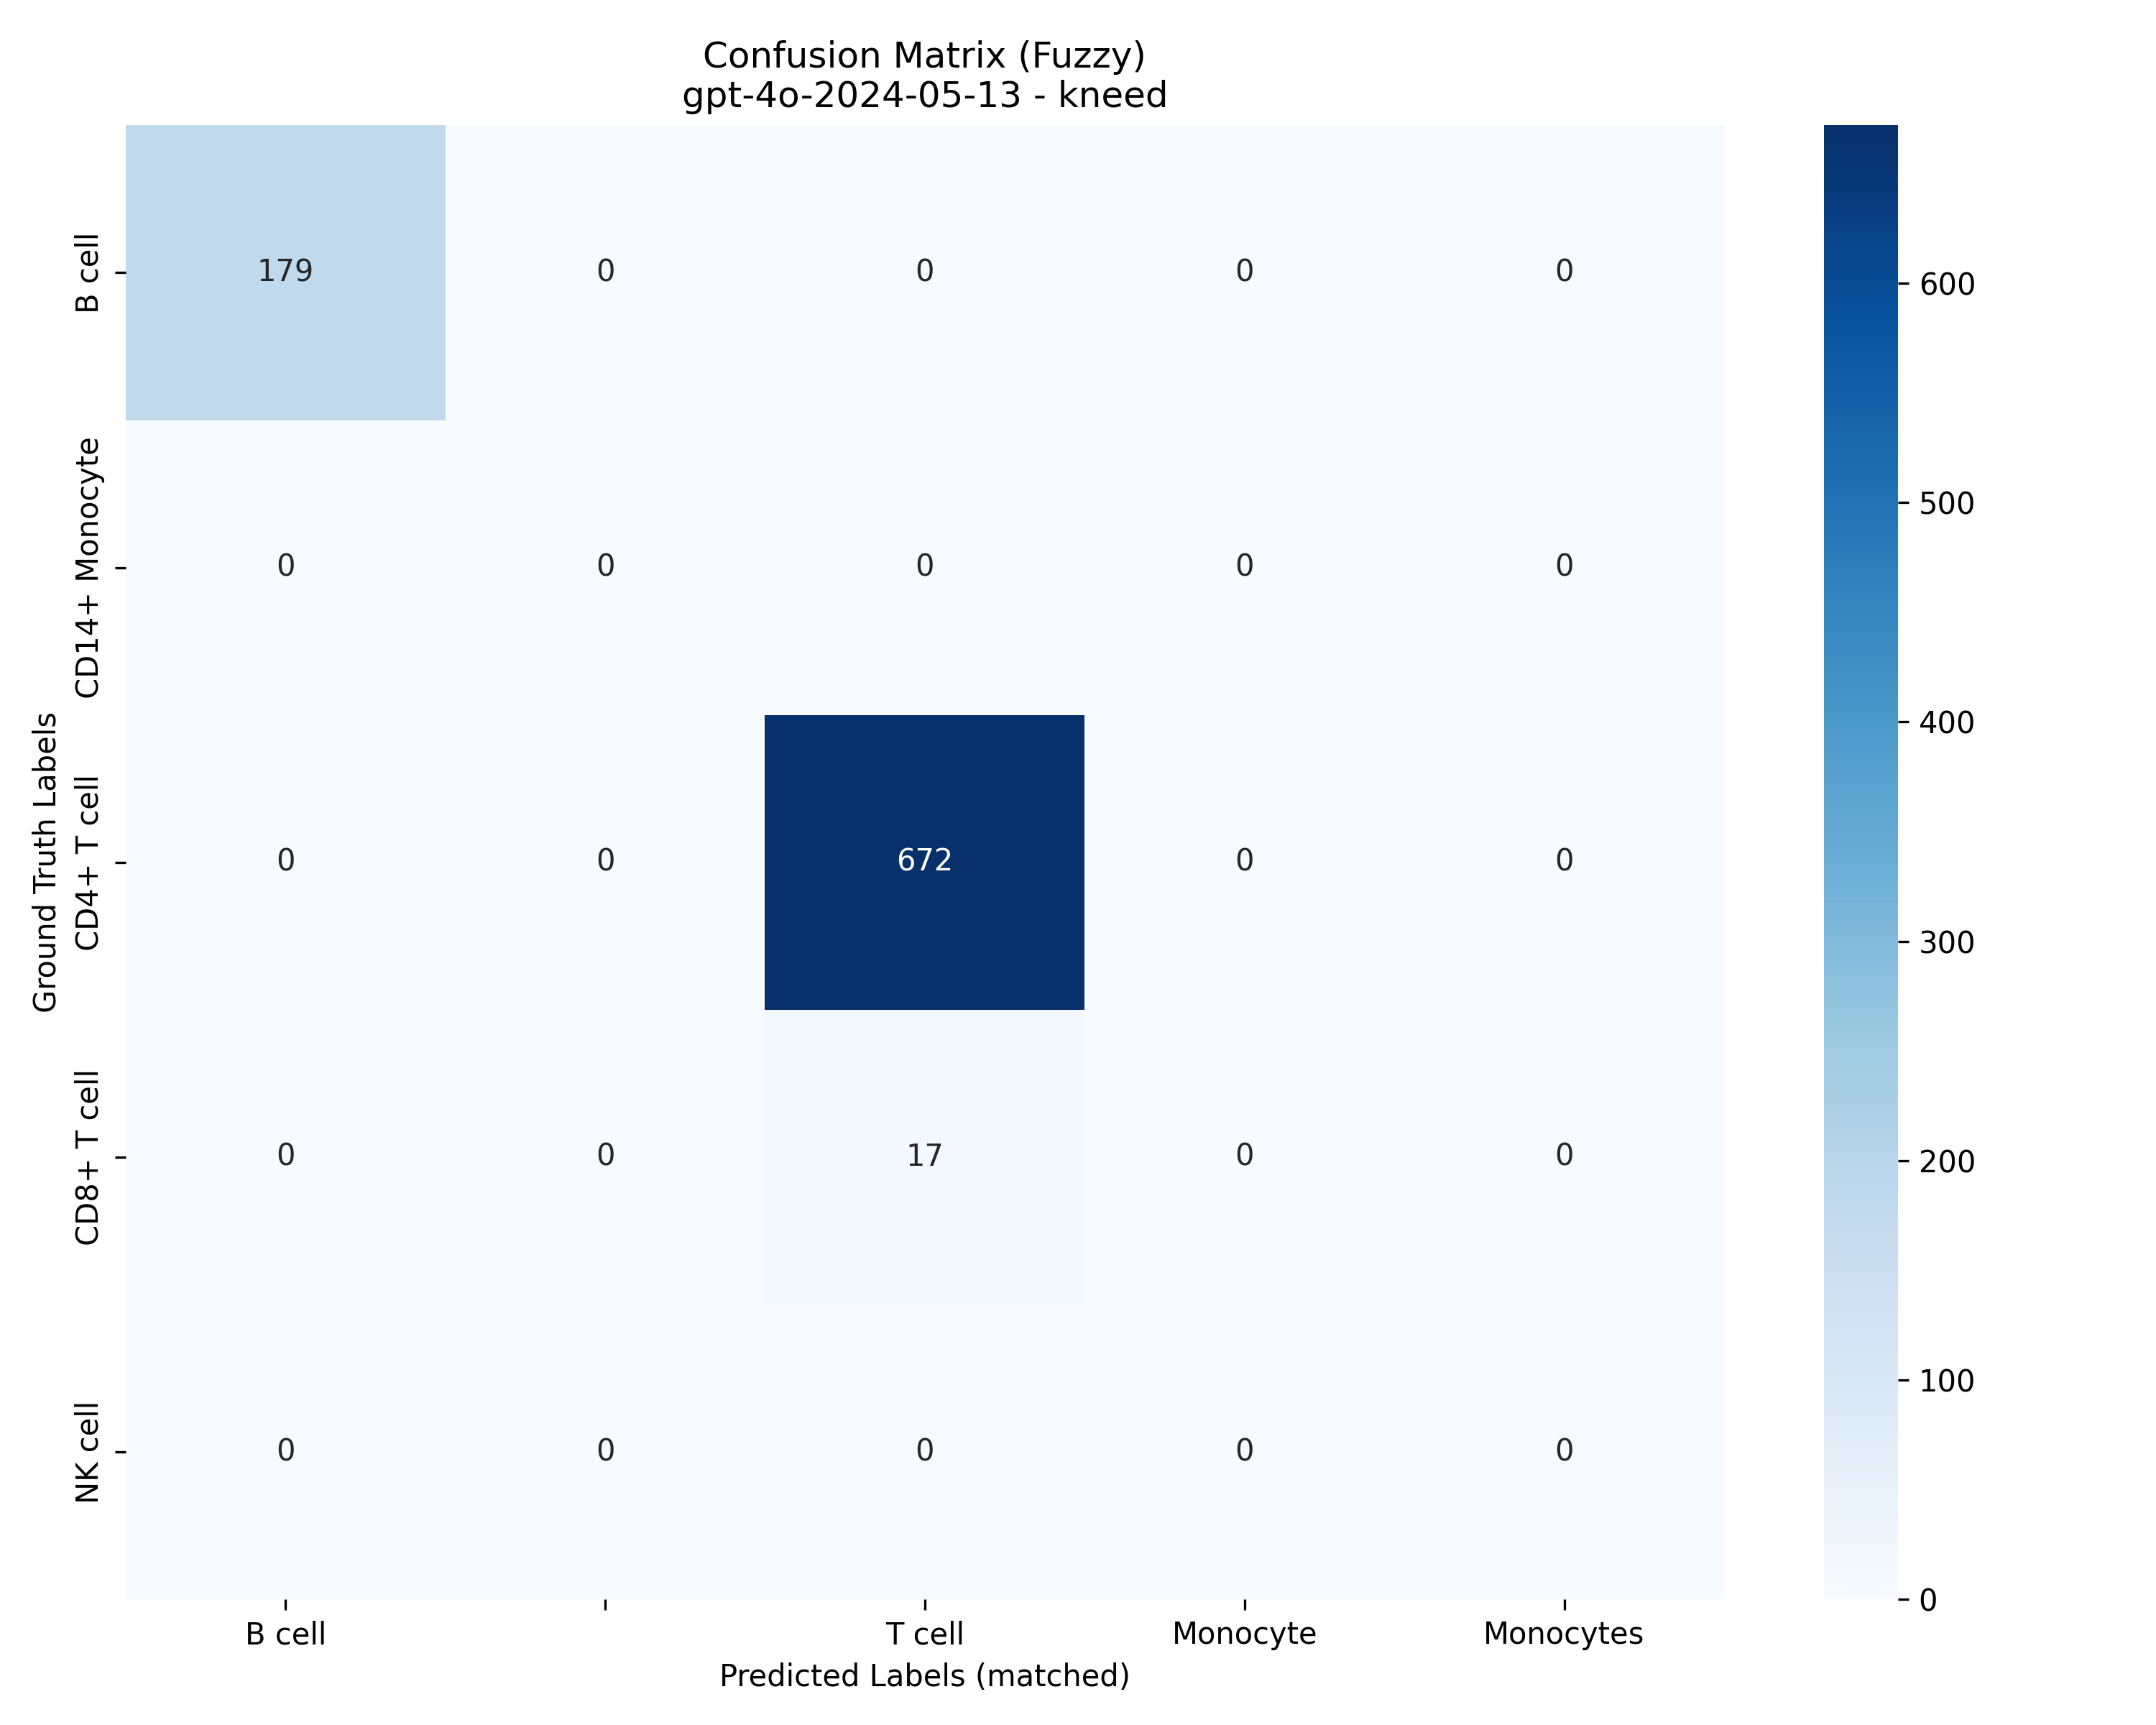 Confusion Matrix (Fuzzy)
gpt-4o-2024-05-13 - kneed
Ground Truth Labels
B cell
179 0 0 0 0
CD14+ Monocyte
0 0 0 0 0
CD4+ T cell
0 0 672 0 0
CD8+ T cell
0 0 17 0 0
NK cell
0 0 0 0 0
B cell T cell Monocyte Monocytes
Predicted Labels (matched)
600
500
400
300
200
100
0